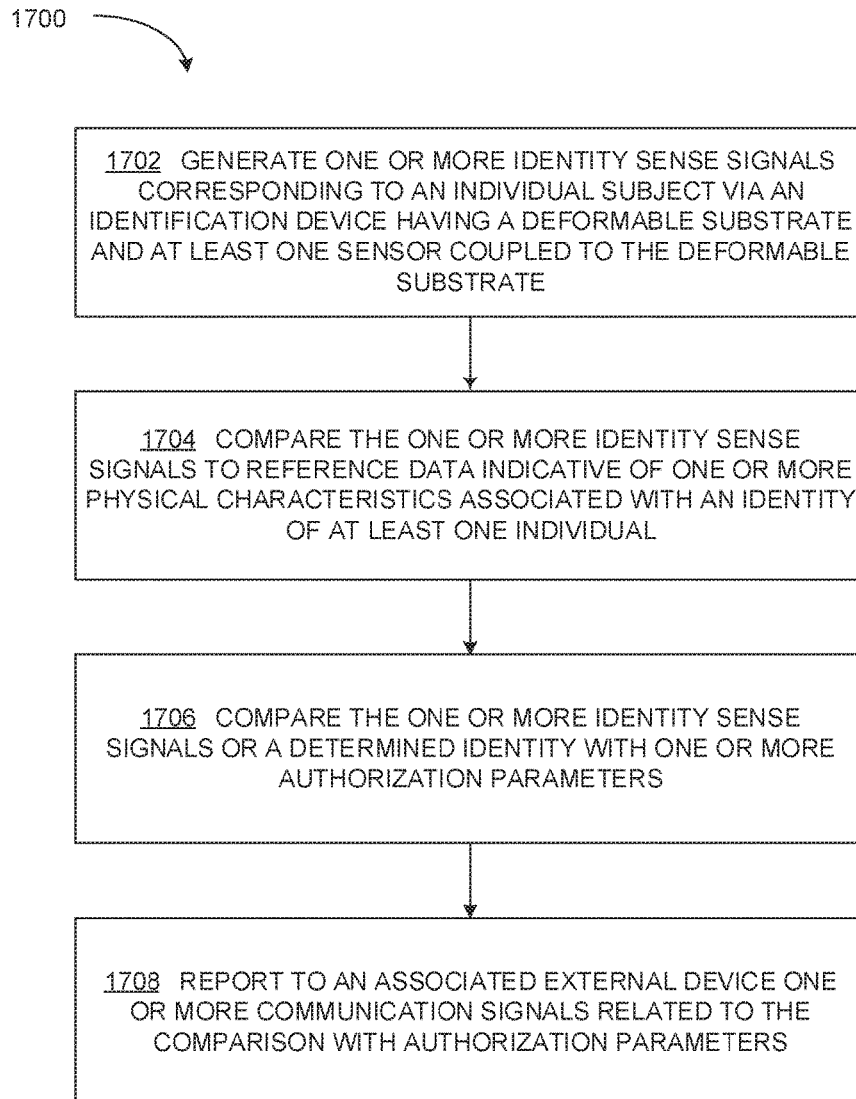 1700
1702 GENERATE ONE OR MORE IDENTITY SENSE SIGNALS
CORRESPONDING TO AN INDIVIDUAL SUBJECT VIA AN
IDENTIFICATION DEVICE HAVING A DEFORMABLE SUBSTRATE
AND AT LEAST ONE SENSOR COUPLED TO THE DEFORMABLE
SUBSTRATE
1704 COMPARE THE ONE OR MORE IDENTITY SENSE
SIGNALS TO REFERENCE DATA INDICATIVE OF ONE OR MORE
PHYSICAL CHARACTERISTICS ASSOCIATED WITH AN IDENTITY
OF AT LEAST ONE INDIVIDUAL
1706 COMPARE THE ONE OR MORE IDENTITY SENSE
SIGNALS OR A DETERMINED IDENTITY WITH ONE OR MORE
AUTHORIZATION PARAMETERS
1708 REPORT TO AN ASSOCIATED EXTERNAL DEVICE ONE
OR MORE COMMUNICATION SIGNALS RELATED TO THE
COMPARISON WITH AUTHORIZATION PARAMETERS